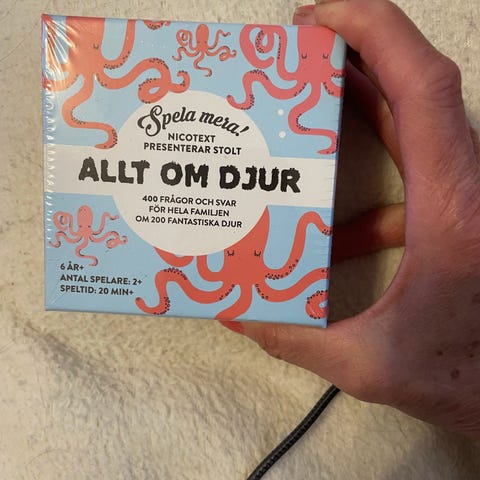 Spela mera!
NICOTEXT
PRESENTERAR STOLT
ALLT OM DJUR
400 FRÅGOR OCH SVAR
FÖR HELA FAMILJEN
OM 200 FANTASTISKA DJUR
6 ÅR+
ANTAL SPELARE: 2+
SPELTID: 20 MIN+